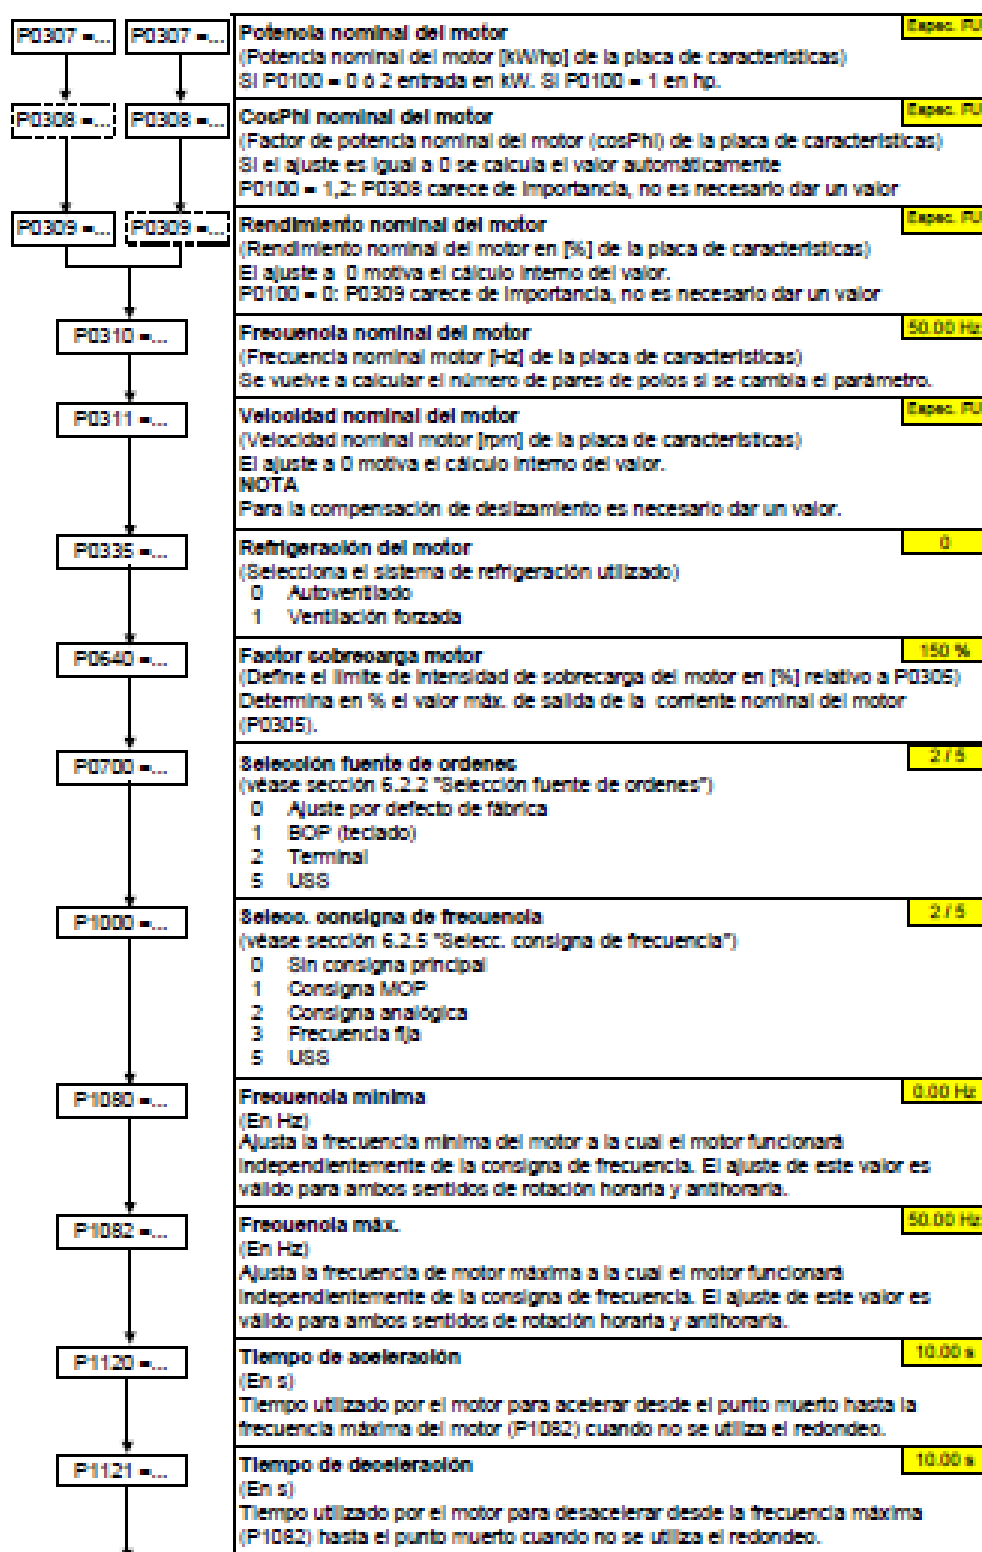 P0307 =... P0307 =... Potencia nominal del motor Espec. FU
(Potencia nominal del motor [kW/hp] de la placa de características)
Si P0100 = 0 ó 2 entrada en kW. Si P0100 = 1 en hp.
P0308 =... P0308 =... CosPhi nominal del motor Espec. FU
(Factor de potencia nominal del motor (cosPhi) de la placa de características)
Si el ajuste es igual a 0 se calcula el valor automáticamente
P0100 = 1,2: P0308 carece de importancia, no es necesario dar un valor
P0309 =... P0309 =... Rendimiento nominal del motor Espec. FU
(Rendimiento nominal del motor en [%] de la placa de características)
El ajuste a 0 motiva el cálculo interno del valor.
P0100 = 0: P0309 carece de importancia, no es necesario dar un valor
P0310 =... Frecuencia nominal del motor 50.00 Hz
(Frecuencia nominal motor [Hz] de la placa de características)
Se vuelve a calcular el número de pares de polos si se cambia el parámetro.
P0311 =... Velocidad nominal del motor Espec. FU
(Velocidad nominal motor [rpm] de la placa de características)
El ajuste a 0 motiva el cálculo interno del valor.
NOTA
Para la compensación de deslizamiento es necesario dar un valor.
P0335 =... Refrigeración del motor 0
(Selecciona el sistema de refrigeración utilizado)
0 Autoventilado
1 Ventilación forzada
P0640 =... Factor sobrecarga motor 150 %
(Define el límite de intensidad de sobrecarga del motor en [%] relativo a P0305)
Determina en % el valor máx. de salida de la corriente nominal del motor
(P0305).
P0700 =... Selección fuente de ordenes 2 / 5
(véase sección 6.2.2 "Selección fuente de ordenes")
0 Ajuste por defecto de fábrica
1 BOP (teclado)
2 Terminal
5 USS
P1000 =... Selecc. consigna de frecuencia 2 / 5
(véase sección 6.2.5 "Selecc. consigna de frecuencia")
0 Sin consigna principal
1 Consigna MOP
2 Consigna analógica
3 Frecuencia fija
5 USS
P1080 =... Frecuencia mínima 0.00 Hz
(En Hz)
Ajusta la frecuencia mínima del motor a la cual el motor funcionará
independientemente de la consigna de frecuencia. El ajuste de este valor es
válido para ambos sentidos de rotación horaria y antihoraria.
P1082 =... Frecuencia máx. 50.00 Hz
(En Hz)
Ajusta la frecuencia de motor máxima a la cual el motor funcionará
independientemente de la consigna de frecuencia. El ajuste de este valor es
válido para ambos sentidos de rotación horaria y antihoraria.
P1120 =... Tiempo de aceleración 10.00 s
(En s)
Tiempo utilizado por el motor para acelerar desde el punto muerto hasta la
frecuencia máxima del motor (P1082) cuando no se utiliza el redondeo.
P1121 =... Tiempo de deceleración 10.00 s
(En s)
Tiempo utilizado por el motor para desacelerar desde la frecuencia máxima
(P1082) hasta el punto muerto cuando no se utiliza el redondeo.